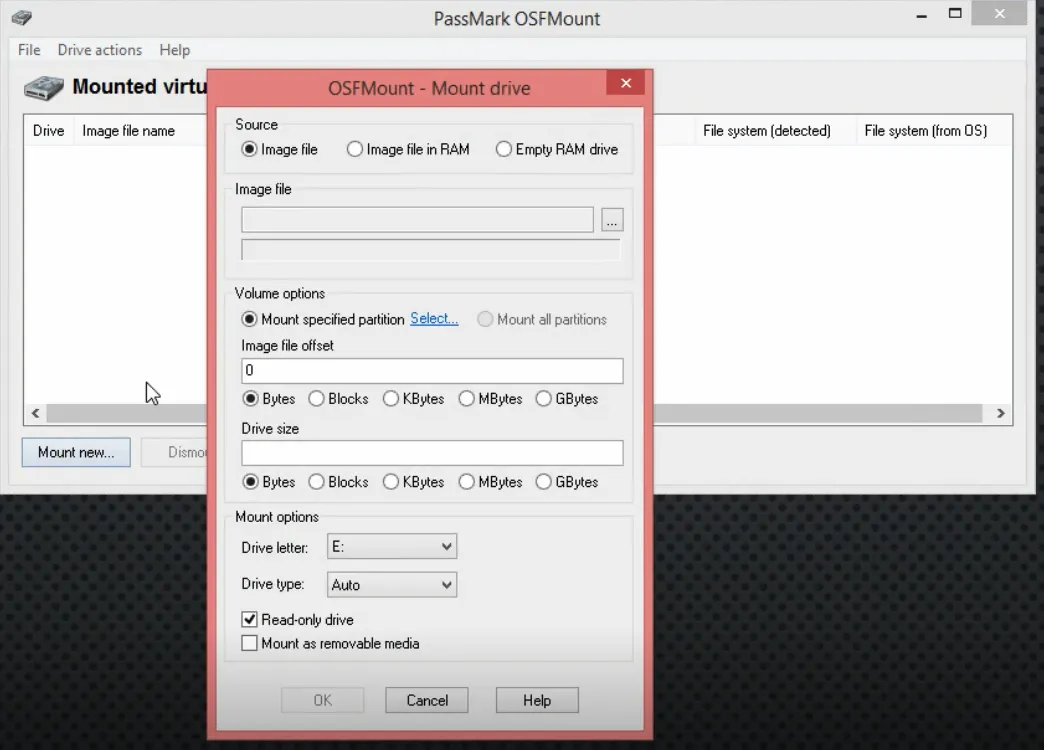 PassMark OSFMount
File Drive actions Help
Mounted virtu
Drive Image file name File system (detected) File system (from OS)
Mount new... Dismou
OSFMount - Mount drive
Source
Image file Image file in RAM Empty RAM drive
Image file
...
Volume options
Mount specified partition Select... Mount all partitions
Image file offset
0
Bytes Blocks KBytes MBytes GBytes
Drive size
Bytes Blocks KBytes MBytes GBytes
Mount options
Drive letter: E:
Drive type: Auto
Read-only drive
Mount as removable media
OK Cancel Help